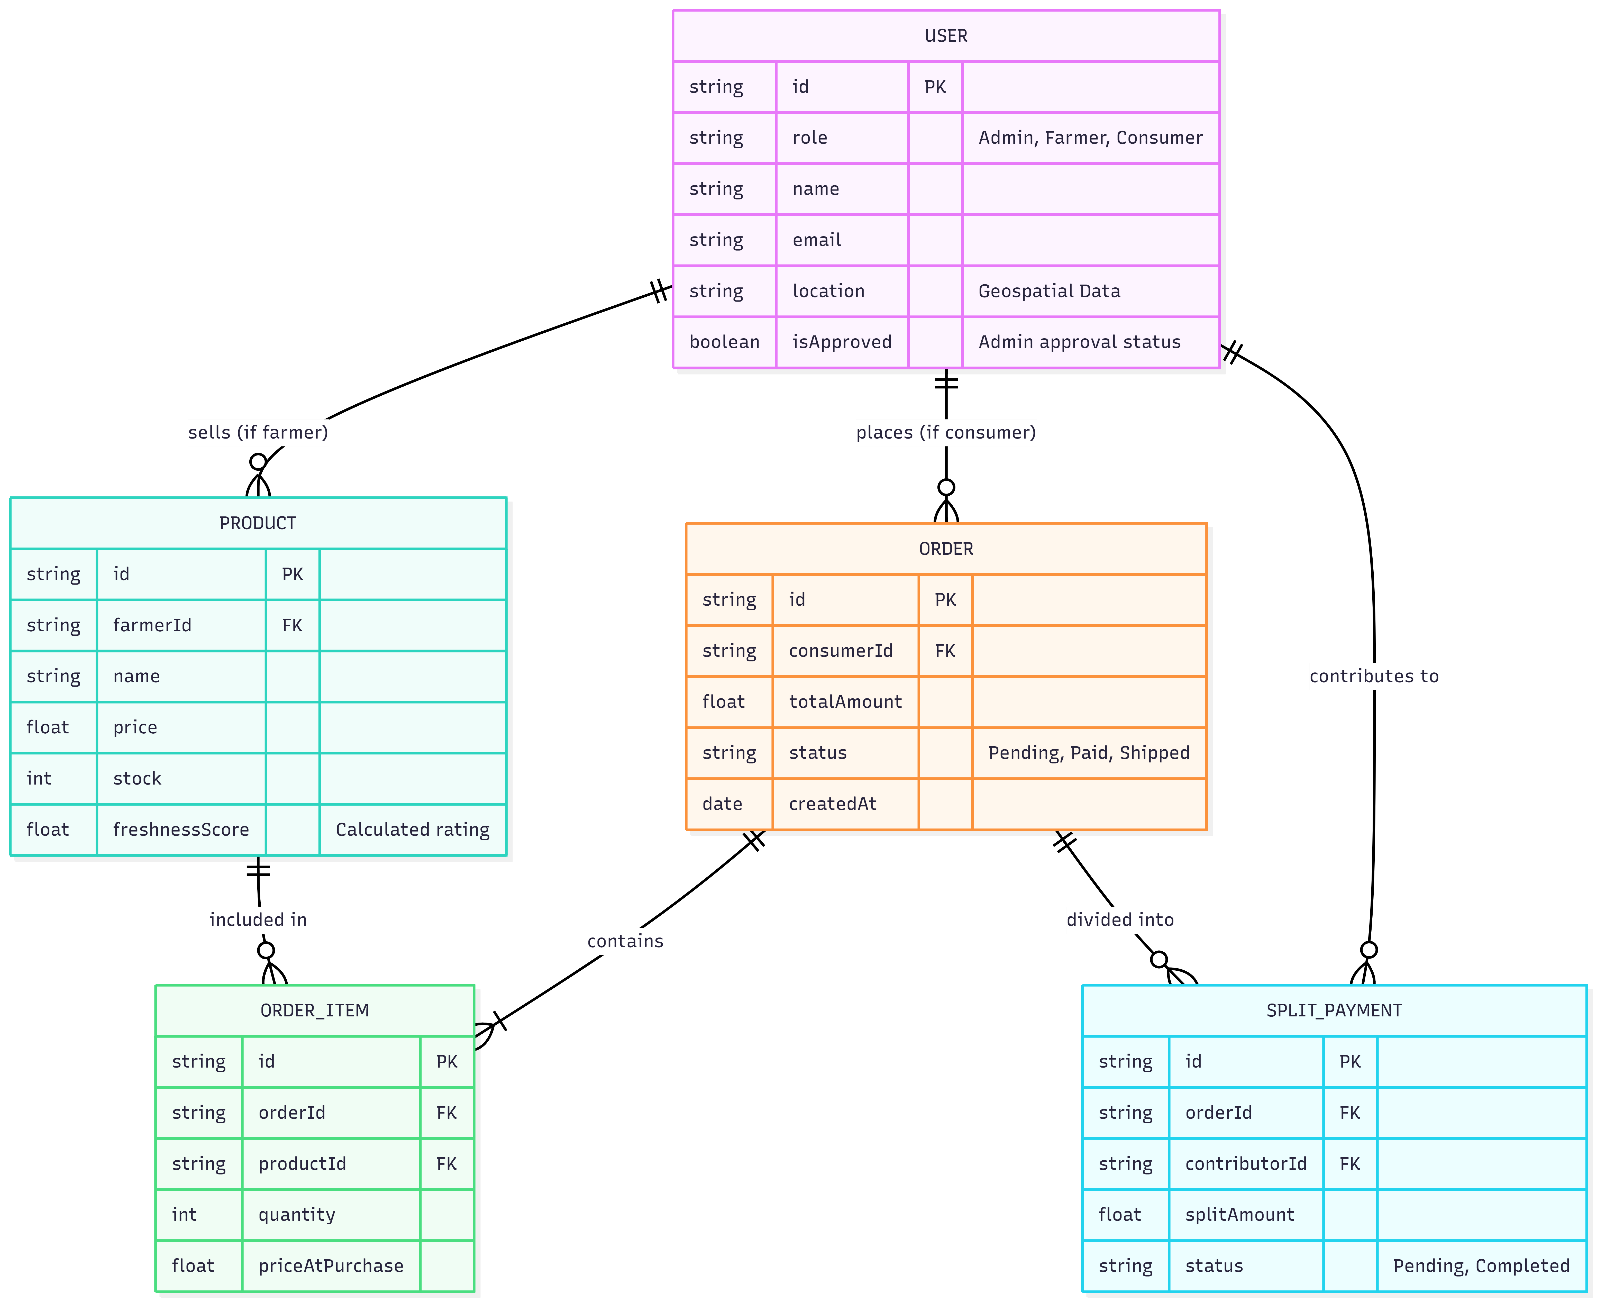 USER
string id PK
string role Admin, Farmer, Consumer
string name
string email
string location Geospatial Data
boolean isApproved Admin approval status
sells (if farmer)
places (if consumer)
contributes to
PRODUCT
string id PK
string farmerId FK
string name
float price
int stock
float freshnessScore Calculated rating
ORDER
string id PK
string consumerId FK
float totalAmount
string status Pending, Paid, Shipped
date createdAt
included in
contains
divided into
ORDER_ITEM
string id PK
string orderId FK
string productId FK
int quantity
float priceAtPurchase
SPLIT_PAYMENT
string id PK
string orderId FK
string contributorId FK
float splitAmount
string status Pending, Completed